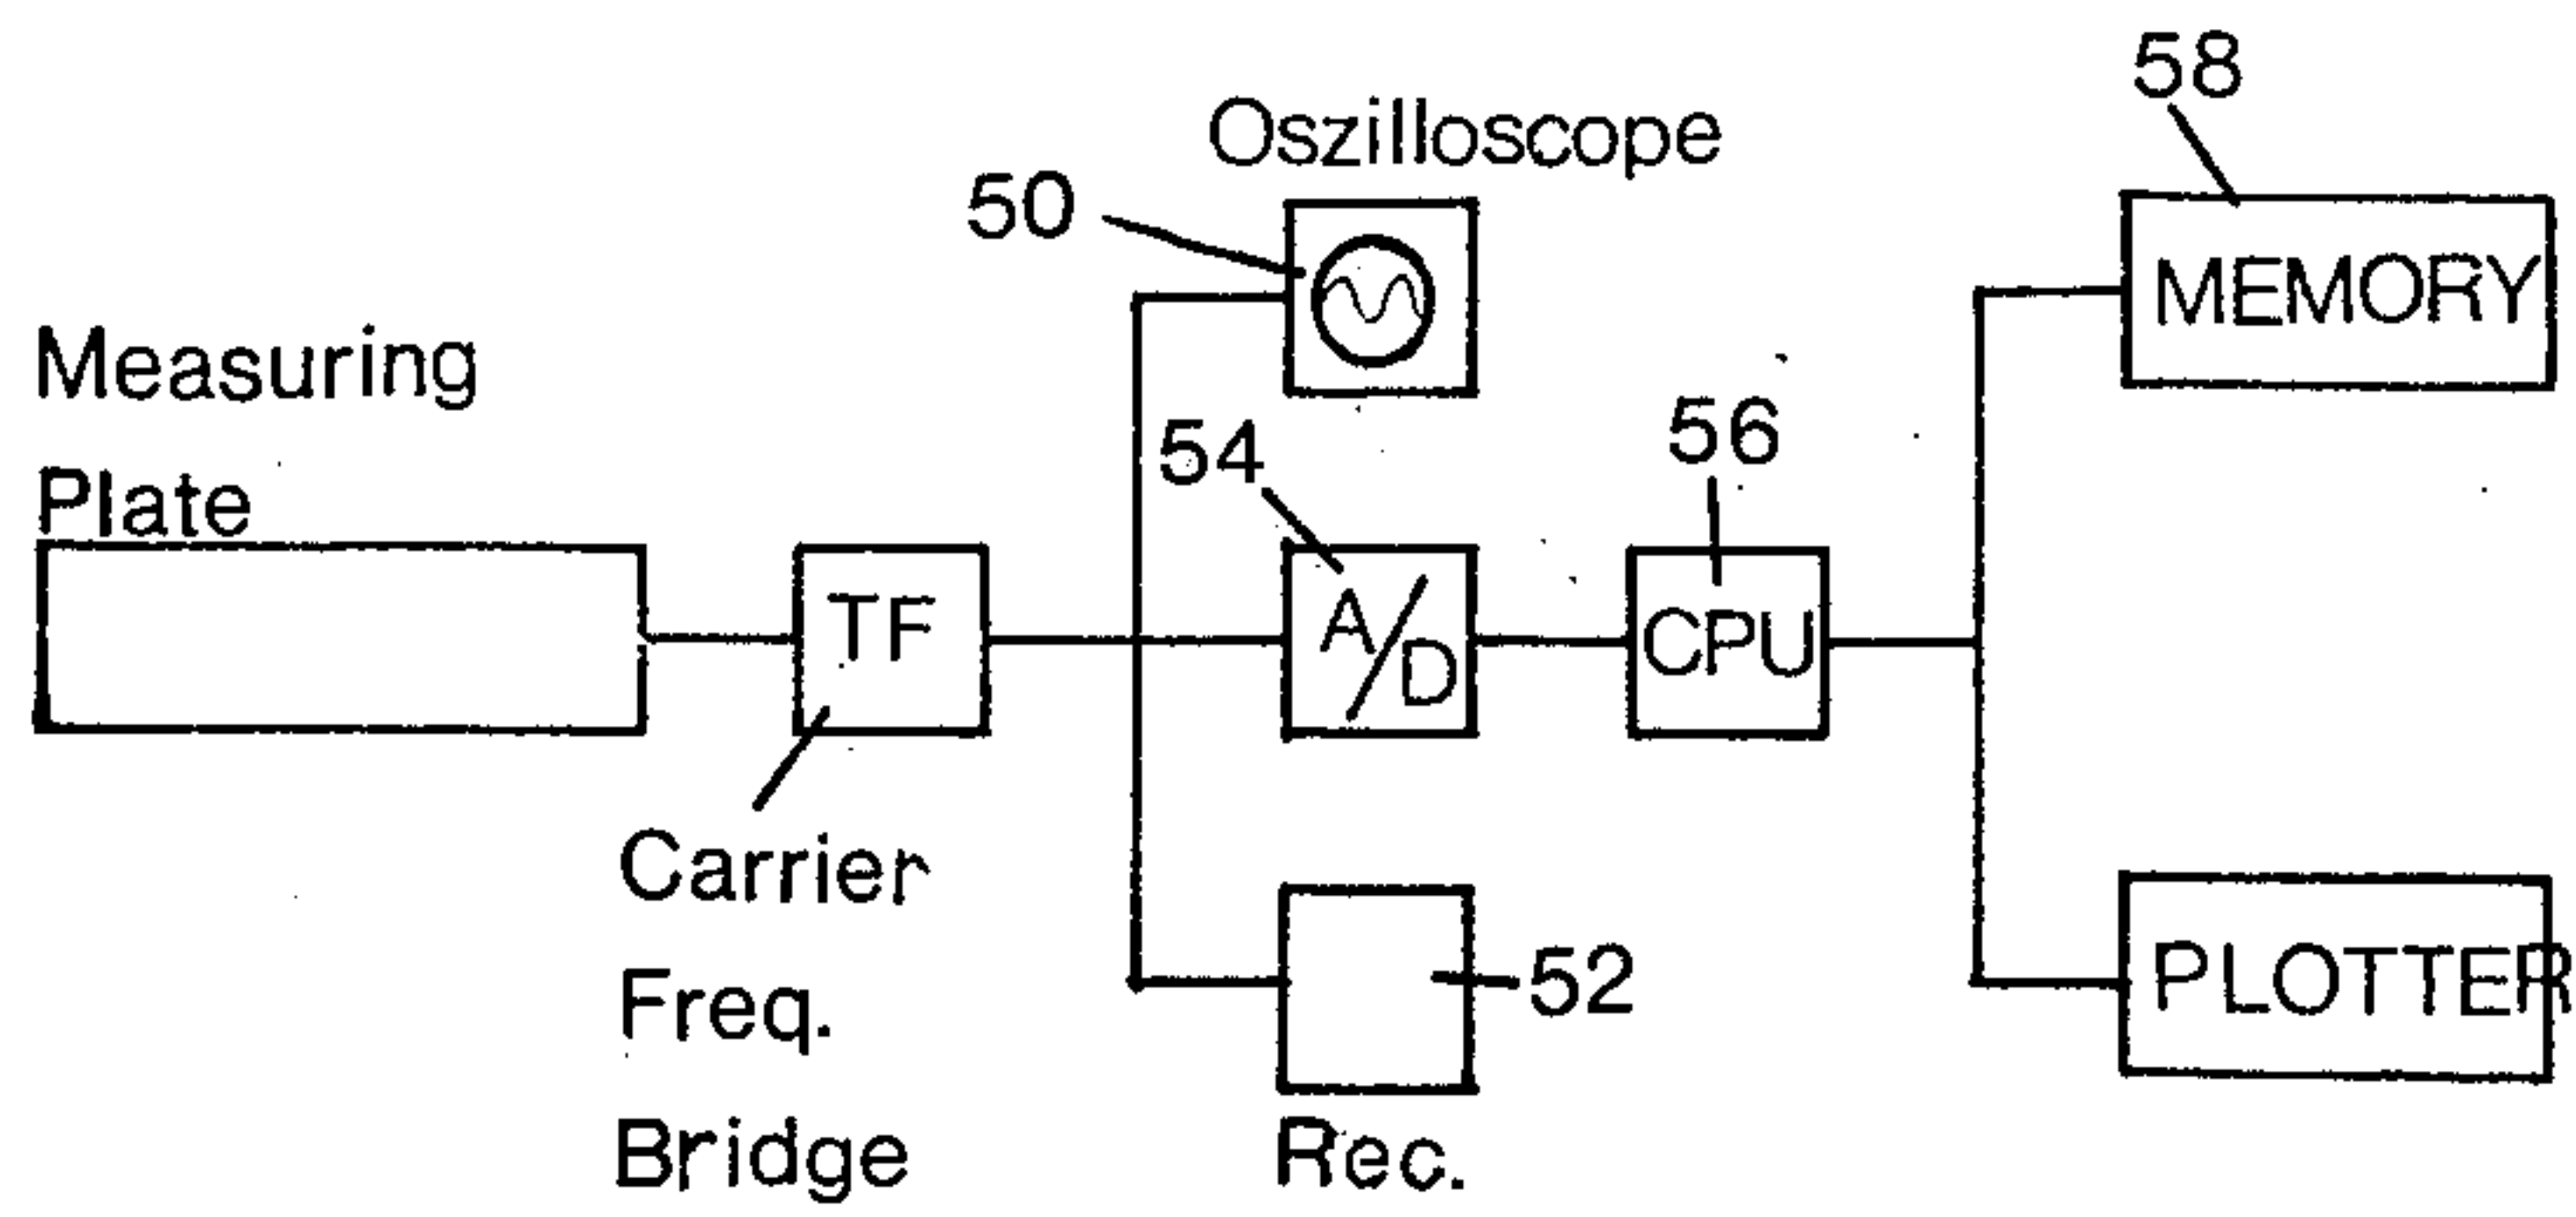 58
Oszilloscope
50
MEMORY
Measuring
Plate
54
56
TF
A/D
CPU
Carrier
Freq.
Bridge
52
Rec.
PLOTTER